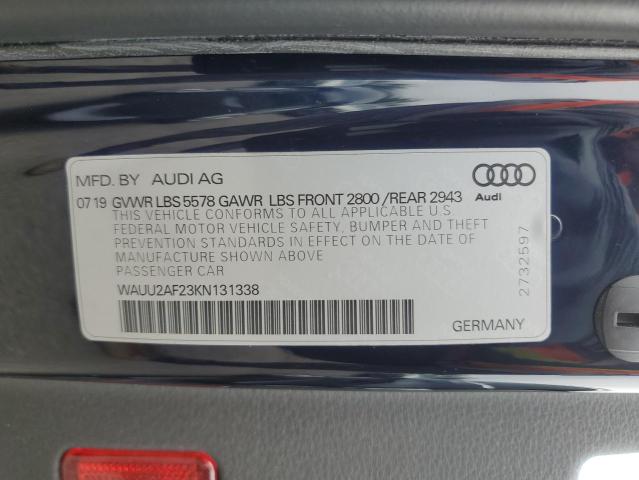 MFD. BY AUDI AG
Audi
07 19 GVWR LBS 5578 GAWR LBS FRONT 2800 /REAR 2943
THIS VEHICLE CONFORMS TO ALL APPLICABLE U.S
FEDERAL MOTOR VEHICLE SAFETY, BUMPER AND THEFT
PREVENTION STANDARDS IN EFFECT ON THE DATE OF
MANUFACTURE SHOWN ABOVE
PASSENGER CAR
WAUU2AF23KN131338
GERMANY
2732597